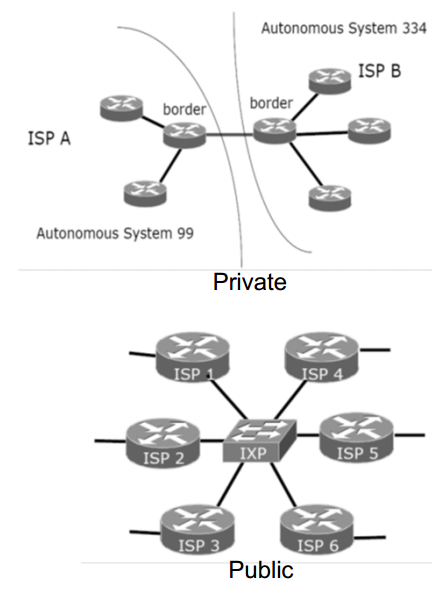 Autonomous System 334
ISP B
border
border
ISP A
Autonomous System 99
Private
ISP 1
ISP 4
ISP 2
IXP
ISP 5
ISP 3
ISP 6
Public